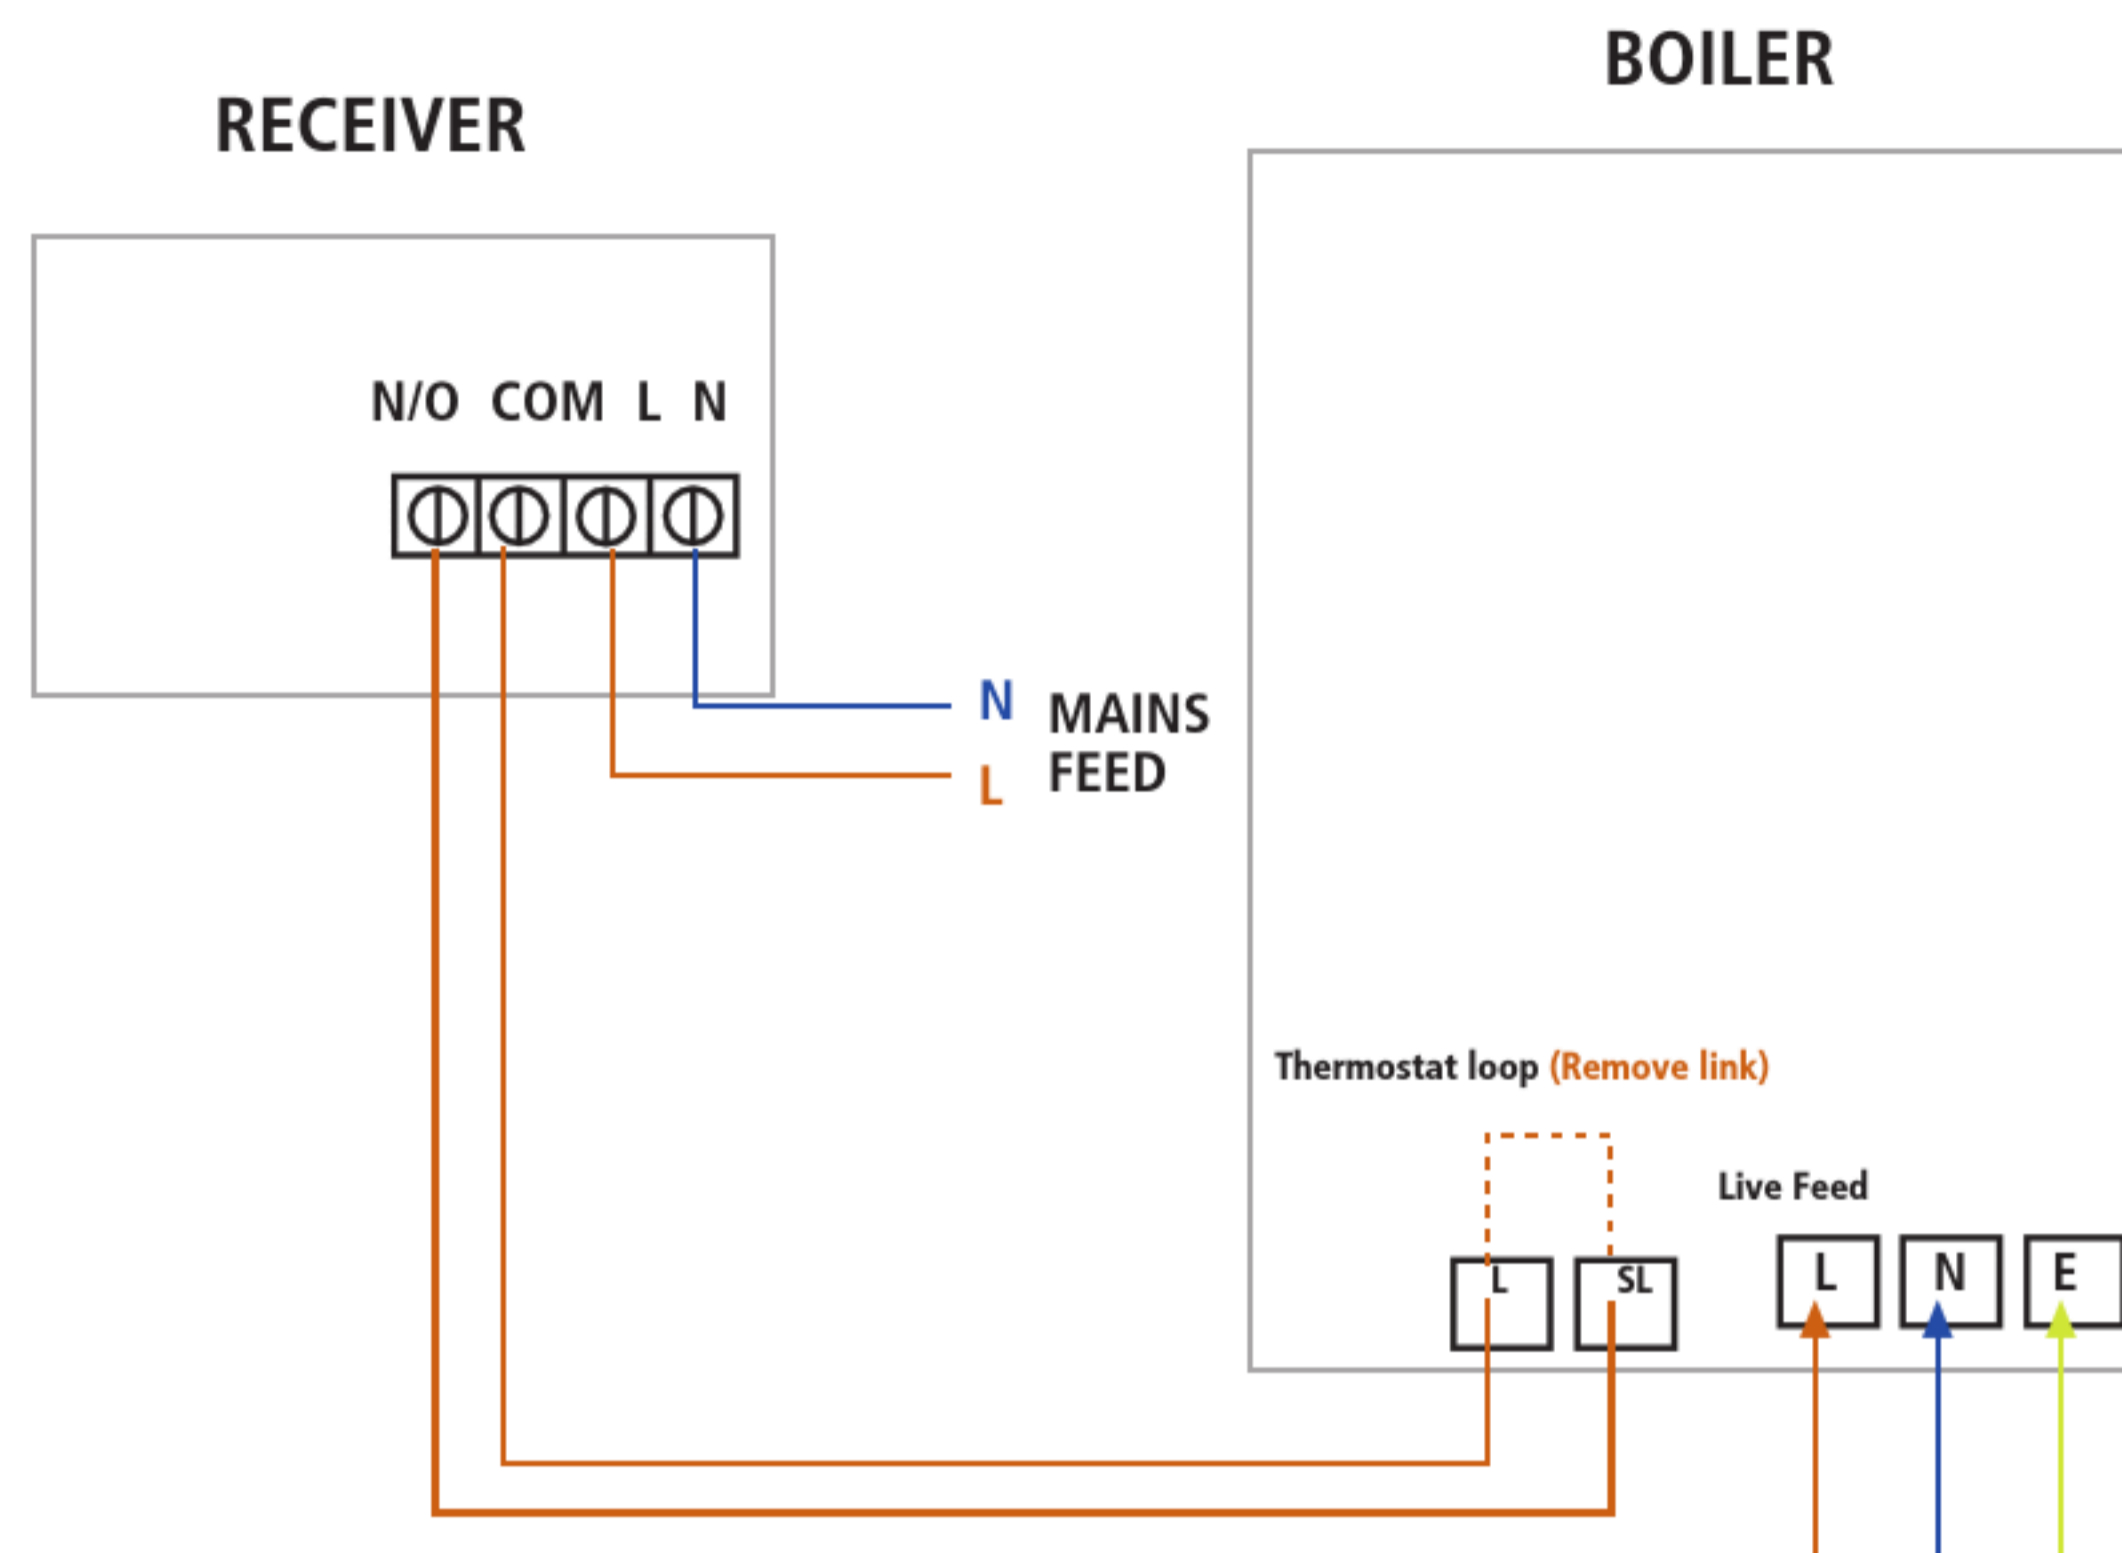 BOILER
RECEIVER
N/O COM L N
N MAINS
L FEED
Thermostat loop (Remove link)
Live Feed
L SL L N E